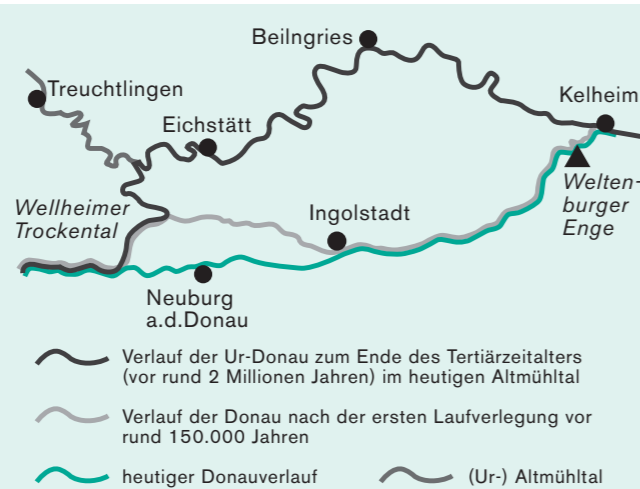 Beilngries
Treuchtlingen
Kelheim
Eichstätt
Wellheimer
Trockental
Ingolstadt
Welten-
burger
Enge
Neuburg
a.d.Donau
Verlauf der Ur-Donau zum Ende des Tertiärzeitalters
(vor rund 2 Millionen Jahren) im heutigen Altmühltal
Verlauf der Donau nach der ersten Laufverlegung vor
rund 150.000 Jahren
heutiger Donauverlauf
(Ur-) Altmühltal